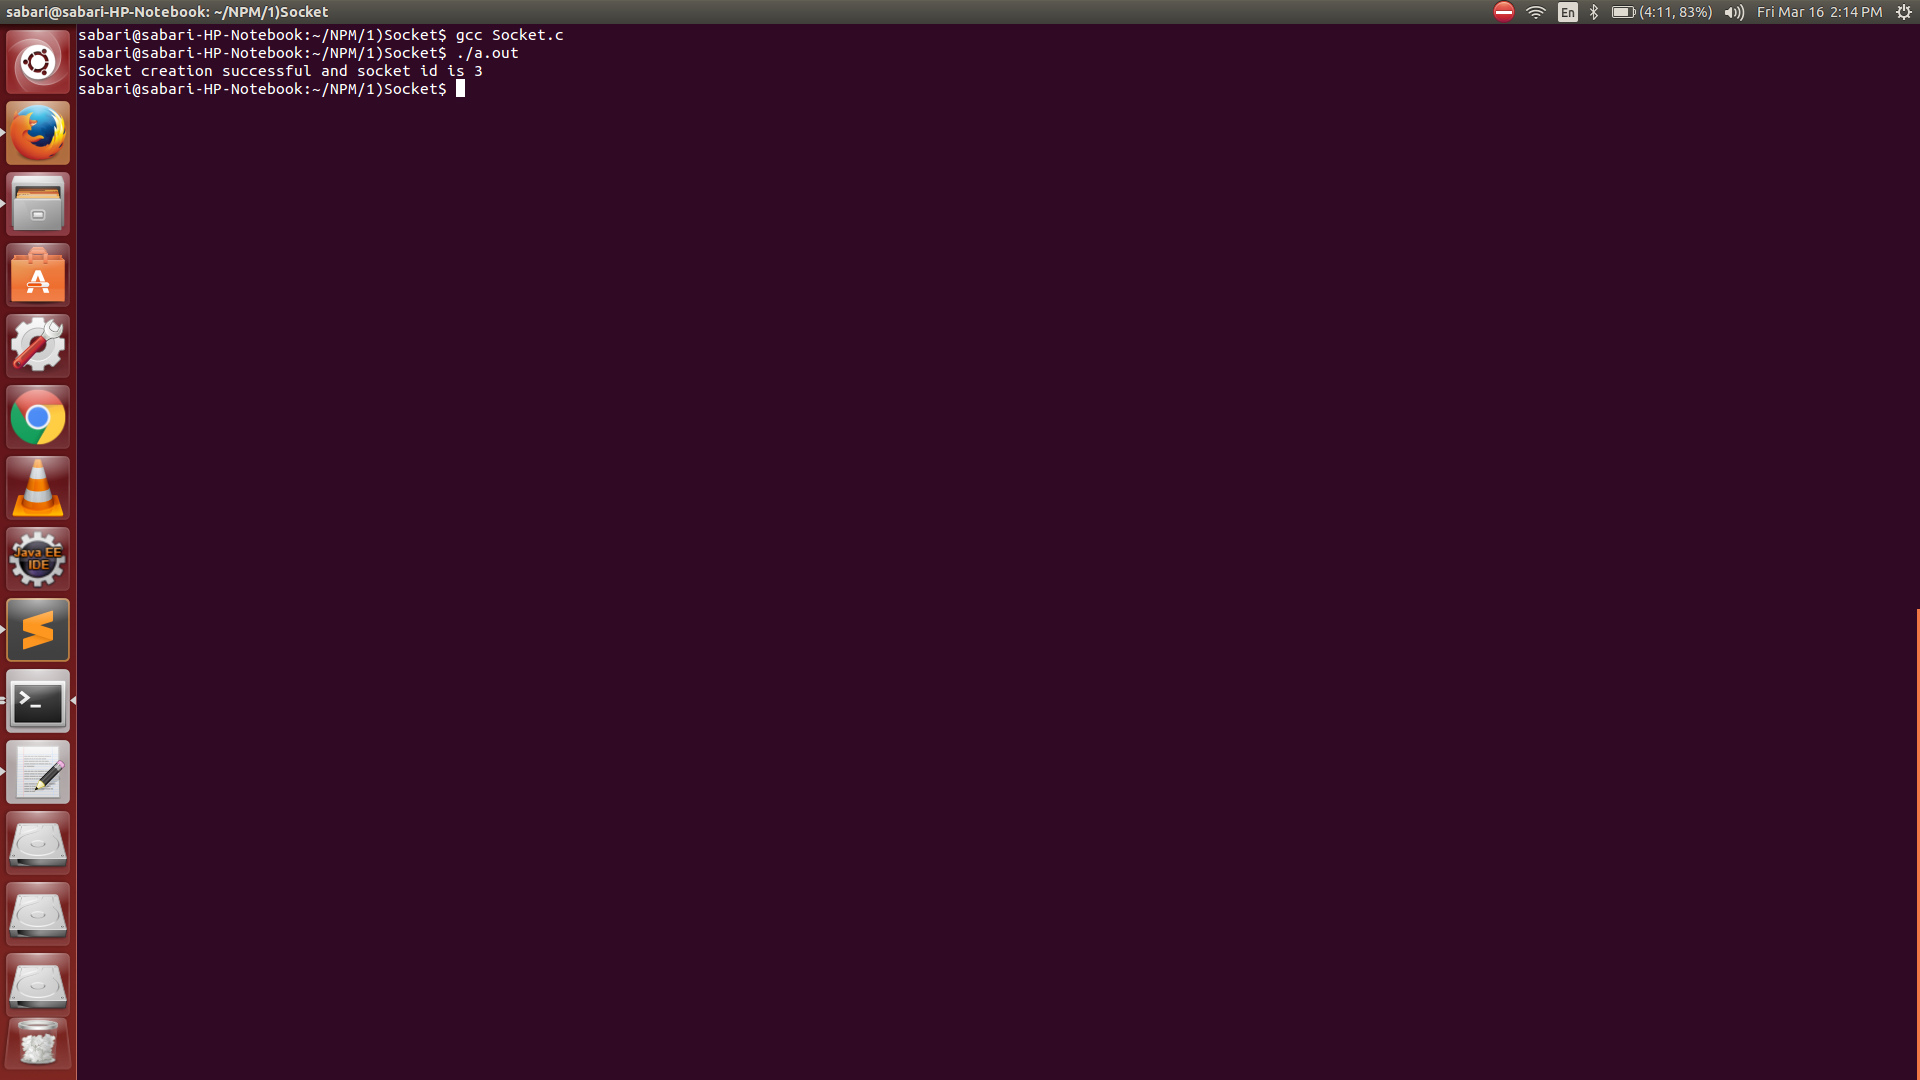 sabari@sabari-HP-Notebook: ~/NPM/1)Socket
En
(4:11, 83%)
Fri Mar 16 2:14 PM
sabari@sabari-HP-Notebook:~/NPM/1)Socket$ gcc Socket.c
sabari@sabari-HP-Notebook:~/NPM/1)Socket$ ./a.out
Socket creation successful and socket id is 3
sabari@sabari-HP-Notebook:~/NPM/1)Socket$
Java EE
IDE
>_